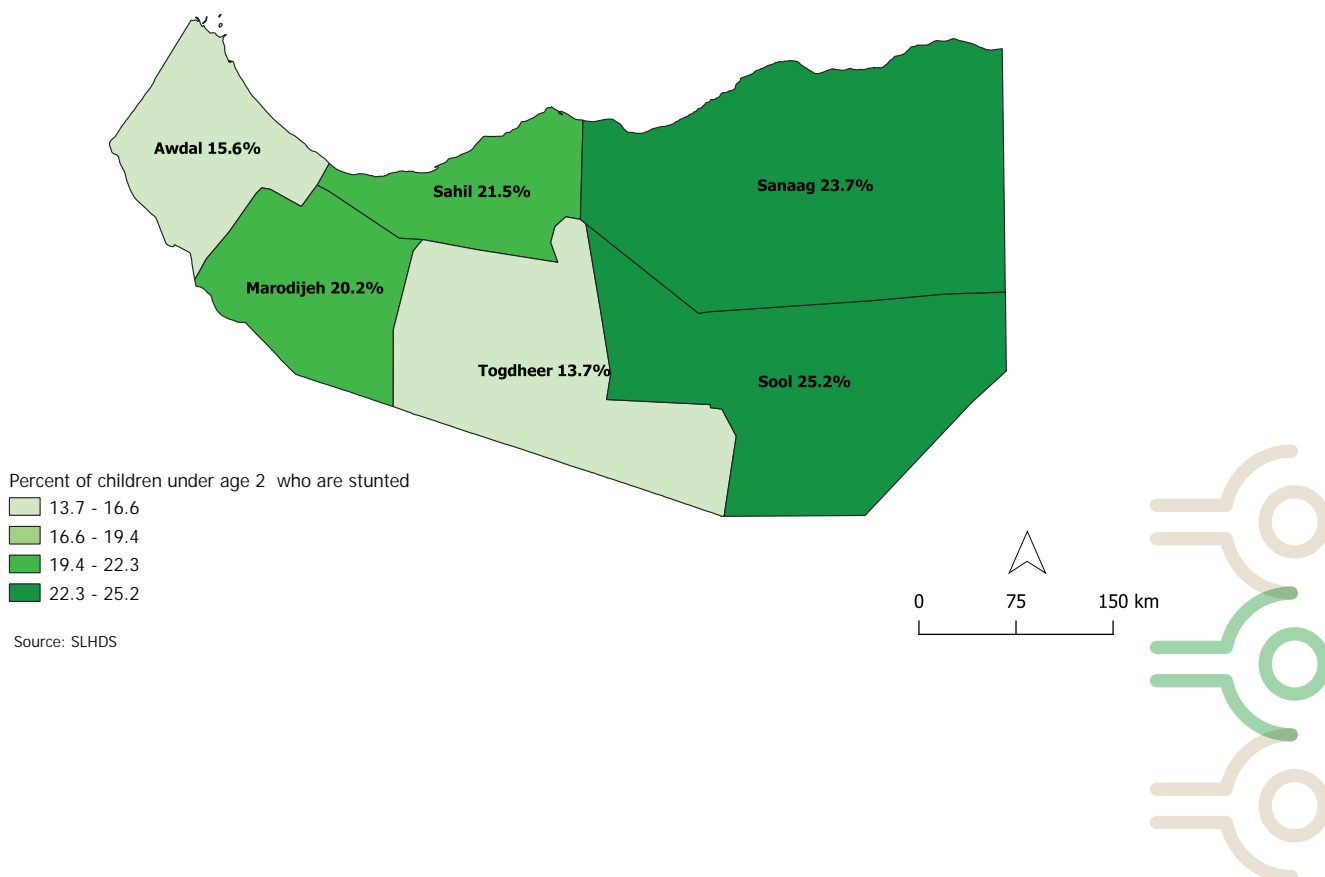 Awdal 15.6%
Sahil 21.5%
Sanaag 23.7%
Marodijeh 20.2%
Togdheer 13.7%
Sool 25.2%
Percent of children under age 2 who are stunted
13.7 - 16.6
16.6 - 19.4
19.4 - 22.3
22.3 - 25.2
Source: SLHDS
0 75 150 km